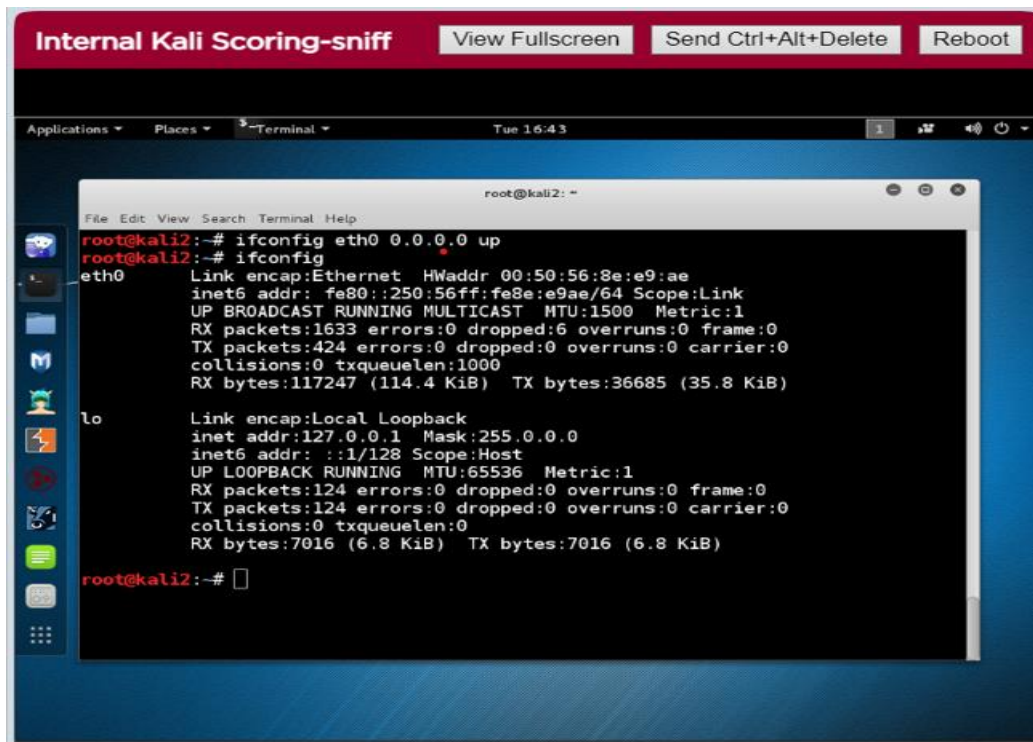 Internal Kali Scoring-sniff View Fullscreen Send Ctrl+Alt+Delete Reboot
Applications Places Terminal Tue 16:43 1
root@kali2: ~
File Edit View Search Terminal Help
root@kali2:~# ifconfig eth0 0.0.0.0 up
root@kali2:~# ifconfig
eth0 Link encap:Ethernet HWaddr 00:50:56:8e:e9:ae
inet6 addr: fe80::250:56ff:fe8e:e9ae/64 Scope:Link
UP BROADCAST RUNNING MULTICAST MTU:1500 Metric:1
RX packets:1633 errors:0 dropped:6 overruns:0 frame:0
TX packets:424 errors:0 dropped:0 overruns:0 carrier:0
collisions:0 txqueuelen:1000
RX bytes:117247 (114.4 KiB) TX bytes:36685 (35.8 KiB)
lo Link encap:Local Loopback
inet addr:127.0.0.1 Mask:255.0.0.0
inet6 addr: ::1/128 Scope:Host
UP LOOPBACK RUNNING MTU:65536 Metric:1
RX packets:124 errors:0 dropped:0 overruns:0 frame:0
TX packets:124 errors:0 dropped:0 overruns:0 carrier:0
collisions:0 txqueuelen:0
RX bytes:7016 (6.8 KiB) TX bytes:7016 (6.8 KiB)
root@kali2:~#